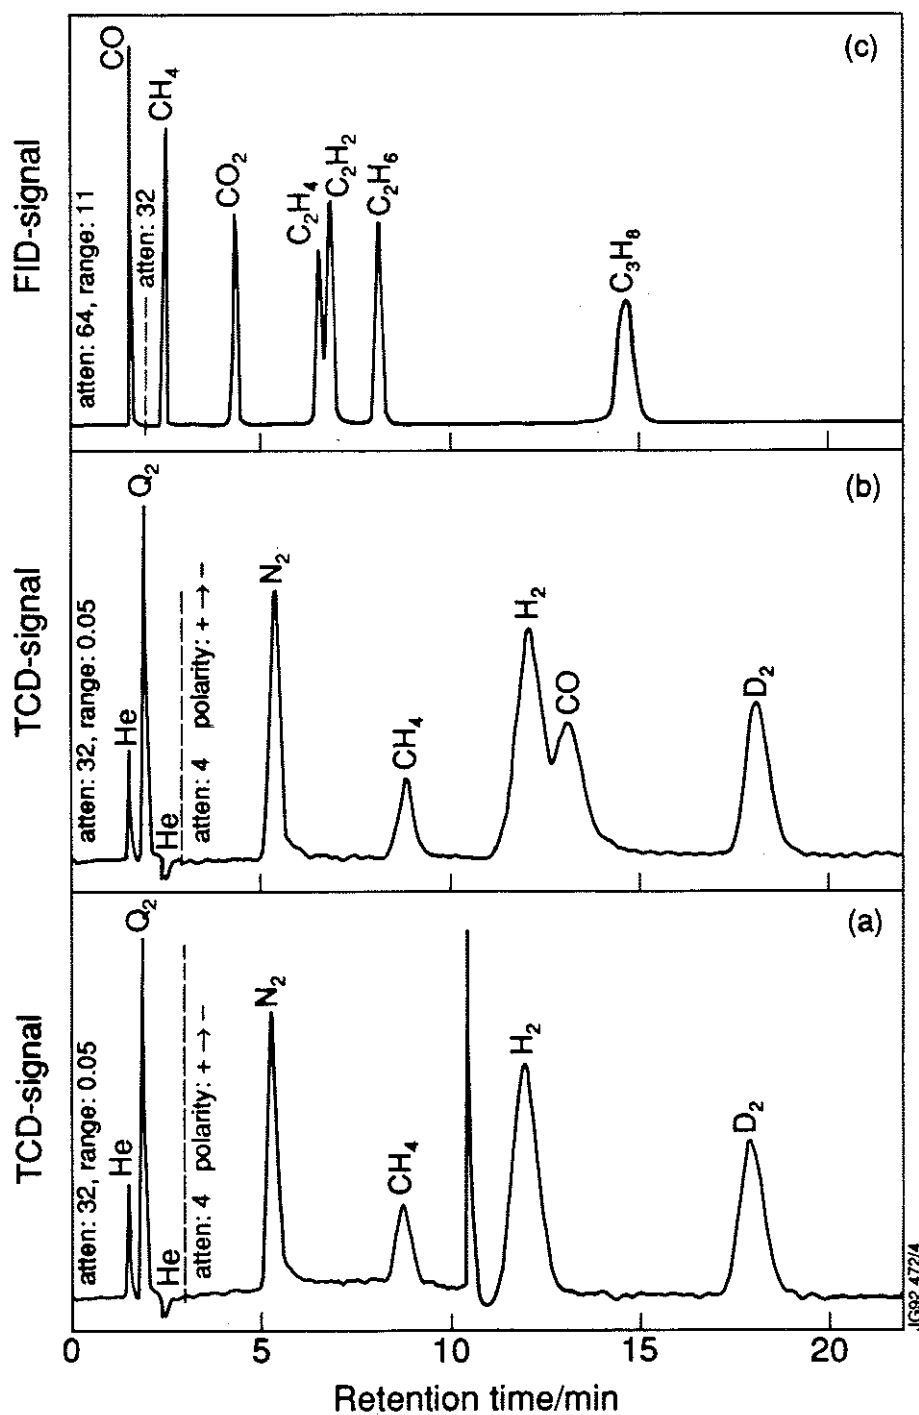 FID-signal
atten: 64, range: 11
CO
atten: 32
CH4
CO2
C2H4
C2H2
C2H6
C3H8
(c)
TCD-signal
atten: 32, range: 0.05
He
Q2
He
atten: 4 polarity: + → −
N2
CH4
H2
CO
D2
(b)
TCD-signal
atten: 32, range: 0.05
He
Q2
He
atten: 4 polarity: + → −
N2
CH4
H2
D2
(a)
JG92.472/4
0 5 10 15 20
Retention time/min